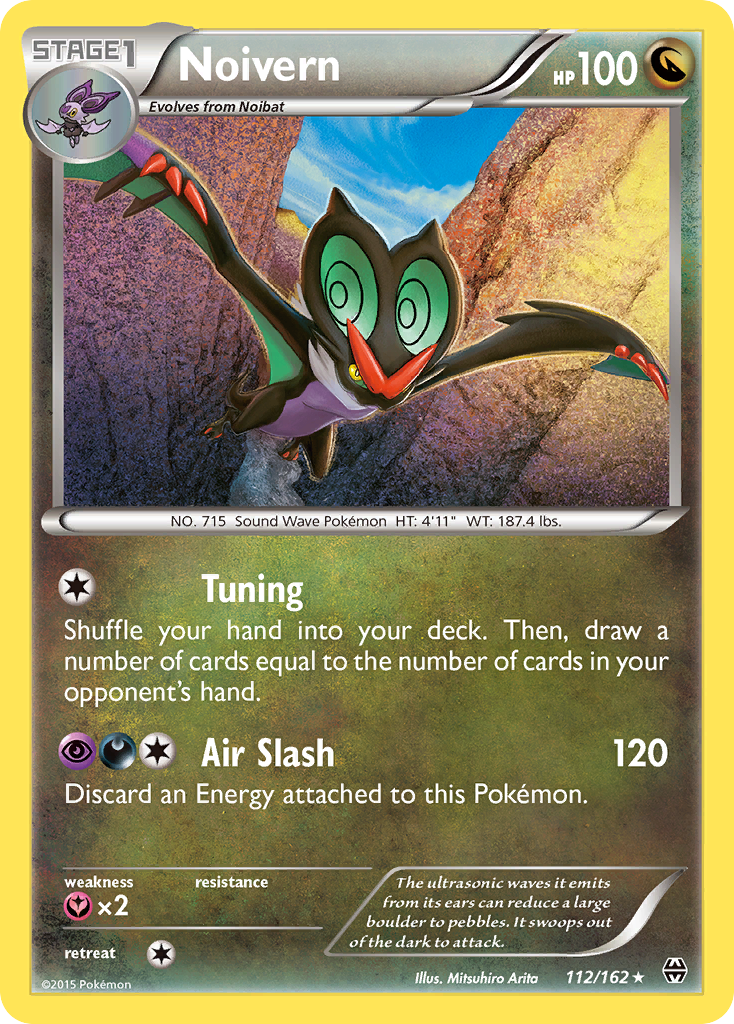 STAGE1
Noivern
HP100
Evolves from Noibat
NO. 715 Sound Wave Pokémon HT: 4'11" WT: 187.4 lbs.
Tuning
Shuffle your hand into your deck. Then, draw a
number of cards equal to the number of cards in your
opponent's hand.
Air Slash 120
Discard an Energy attached to this Pokémon.
weakness resistance
×2
retreat
The ultrasonic waves it emits
from its ears can reduce a large
boulder to pebbles. It swoops out
of the dark to attack.
©2015 Pokémon
Illus. Mitsuhiro Arita 112/162 ★